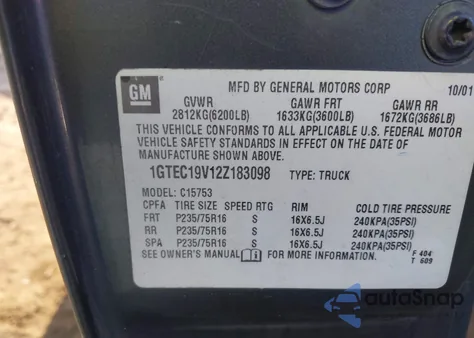 GM
MFD BY GENERAL MOTORS CORP 10/01
GVWR GAWR FRT GAWR RR
2812KG(6200LB) 1633KG(3600LB) 1672KG(3686LB)
THIS VEHICLE CONFORMS TO ALL APPLICABLE U.S. FEDERAL MOTOR
VEHICLE SAFETY STANDARDS IN EFFECT ON THE DATE OF
MANUFACTURE SHOWN ABOVE.
1GTEC19V12Z183098 TYPE: TRUCK
MODEL: C15753
CPFA TIRE SIZE SPEED RTG RIM COLD TIRE PRESSURE
FRT P235/75R16 S 16X6.5J 240KPA(35PSI)
RR P235/75R16 S 16X6.5J 240KPA(35PSI)
SPA P235/75R16 S 16X6.5J 240KPA(35PSI)
SEE OWNER'S MANUAL FOR MORE INFORMATION. F 404
T 609
autoSnap